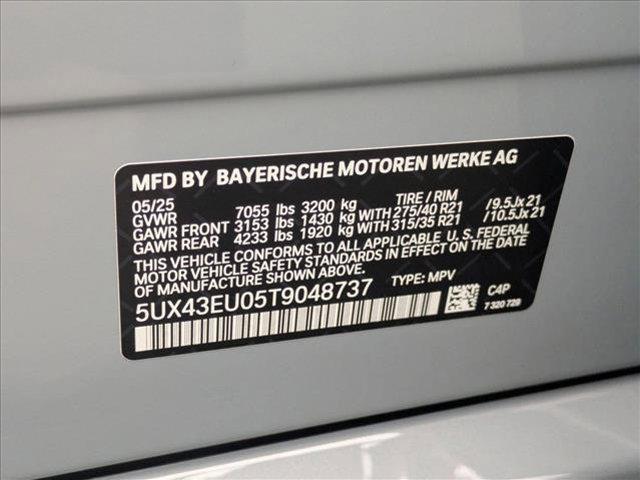 MFD BY BAYERISCHE MOTOREN WERKE AG
05/25 TIRE / RIM
GVWR 7055 lbs 3200 kg
GAWR FRONT 3153 lbs 1430 kg WITH 275/40 R21 / 9.5Jx21
GAWR REAR 4233 lbs 1920 kg WITH 315/35 R21 / 10.5Jx21
THIS VEHICLE CONFORMS TO ALL APPLICABLE U. S. FEDERAL
MOTOR VEHICLE SAFETY STANDARDS IN EFFECT ON THE DATE
OF MANUFACTURE SHOWN ABOVE.
5UX43EU05T9048737 TYPE: MPV
C4P
7 320 729